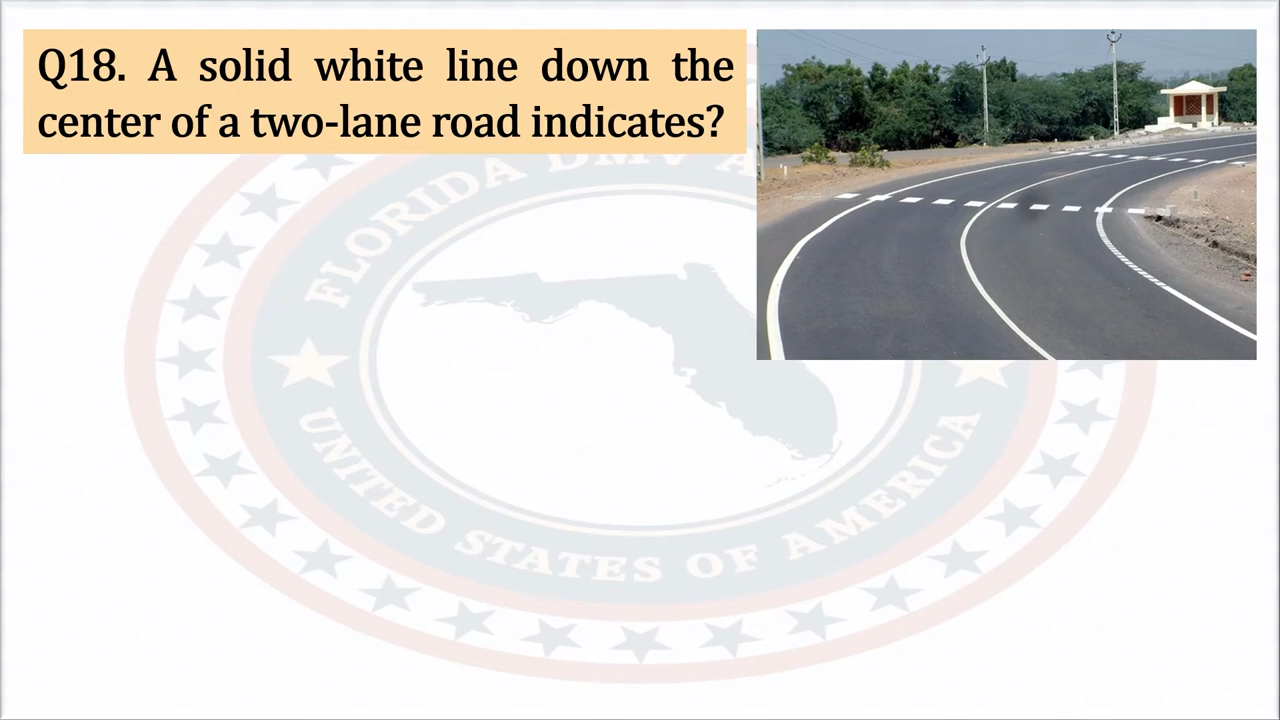 Q18. A solid white line down the
center of a two-lane road indicates?
FLORIDA DMV A
UNITED STATES OF AMERICA